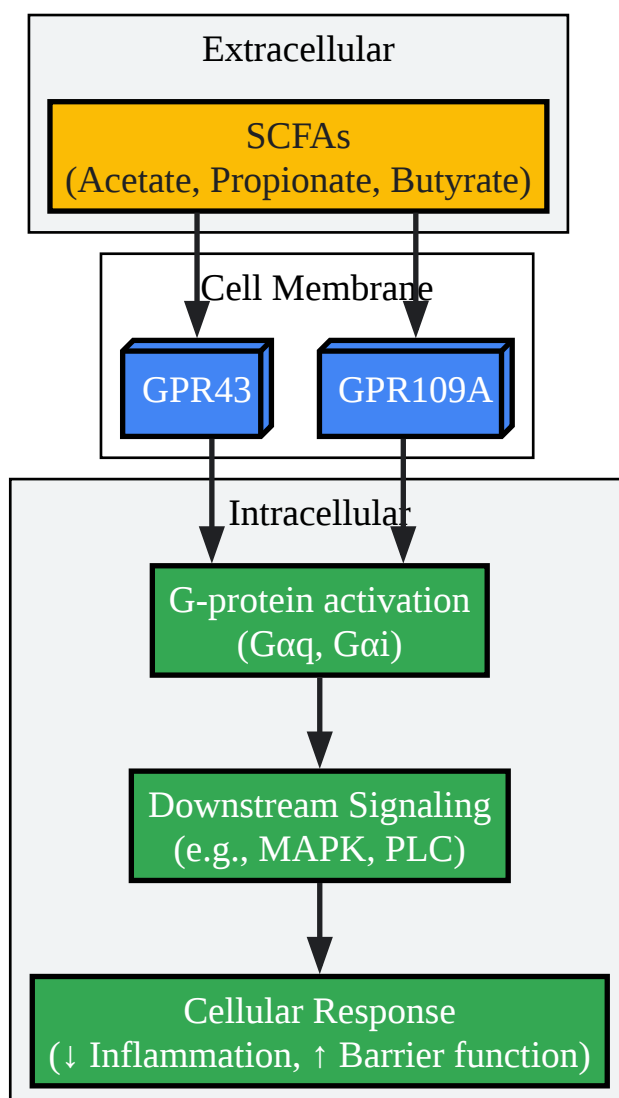 Extracellular
SCFAs
(Acetate, Propionate, Butyrate)
Cell Membrane
GPR43
GPR109A
Intracellular
G-protein activation
(Gαq, Gαi)
Downstream Signaling
(e.g., MAPK, PLC)
Cellular Response
(↓ Inflammation, ↑ Barrier function)